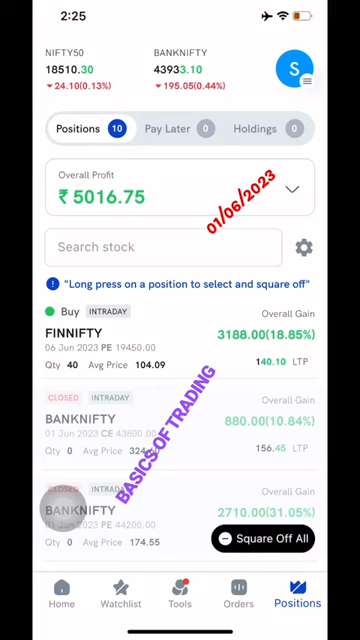 2:25
NIFTY50 BANKNIFTY
18510.30 43933.10
24.10(0.13%) 195.05(0.44%)
S
Positions 10 Pay Later 0 Holdings 0
Overall Profit
₹ 5016.75
01/06/2023
Search stock
"Long press on a position to select and square off"
Buy INTRADAY Overall Gain
FINNIFTY 3188.00(18.85%)
06 Jun 2023 PE 19450.00
Qty 40 Avg Price 104.09 140.10 LTP
CLOSED INTRADAY Overall Gain
BANKNIFTY 880.00(10.84%)
01 Jun 2023 CE 43800.00
Qty 0 Avg Price 156.45 LTP
BASICS OF TRADING
CLOSED INTRADAY Overall Gain
BANKNIFTY 2710.00(31.05%)
01 Jun 2023 PE 44200.00
Qty 0 Avg Price 174.55
Square Off All
Home Watchlist Tools Orders Positions